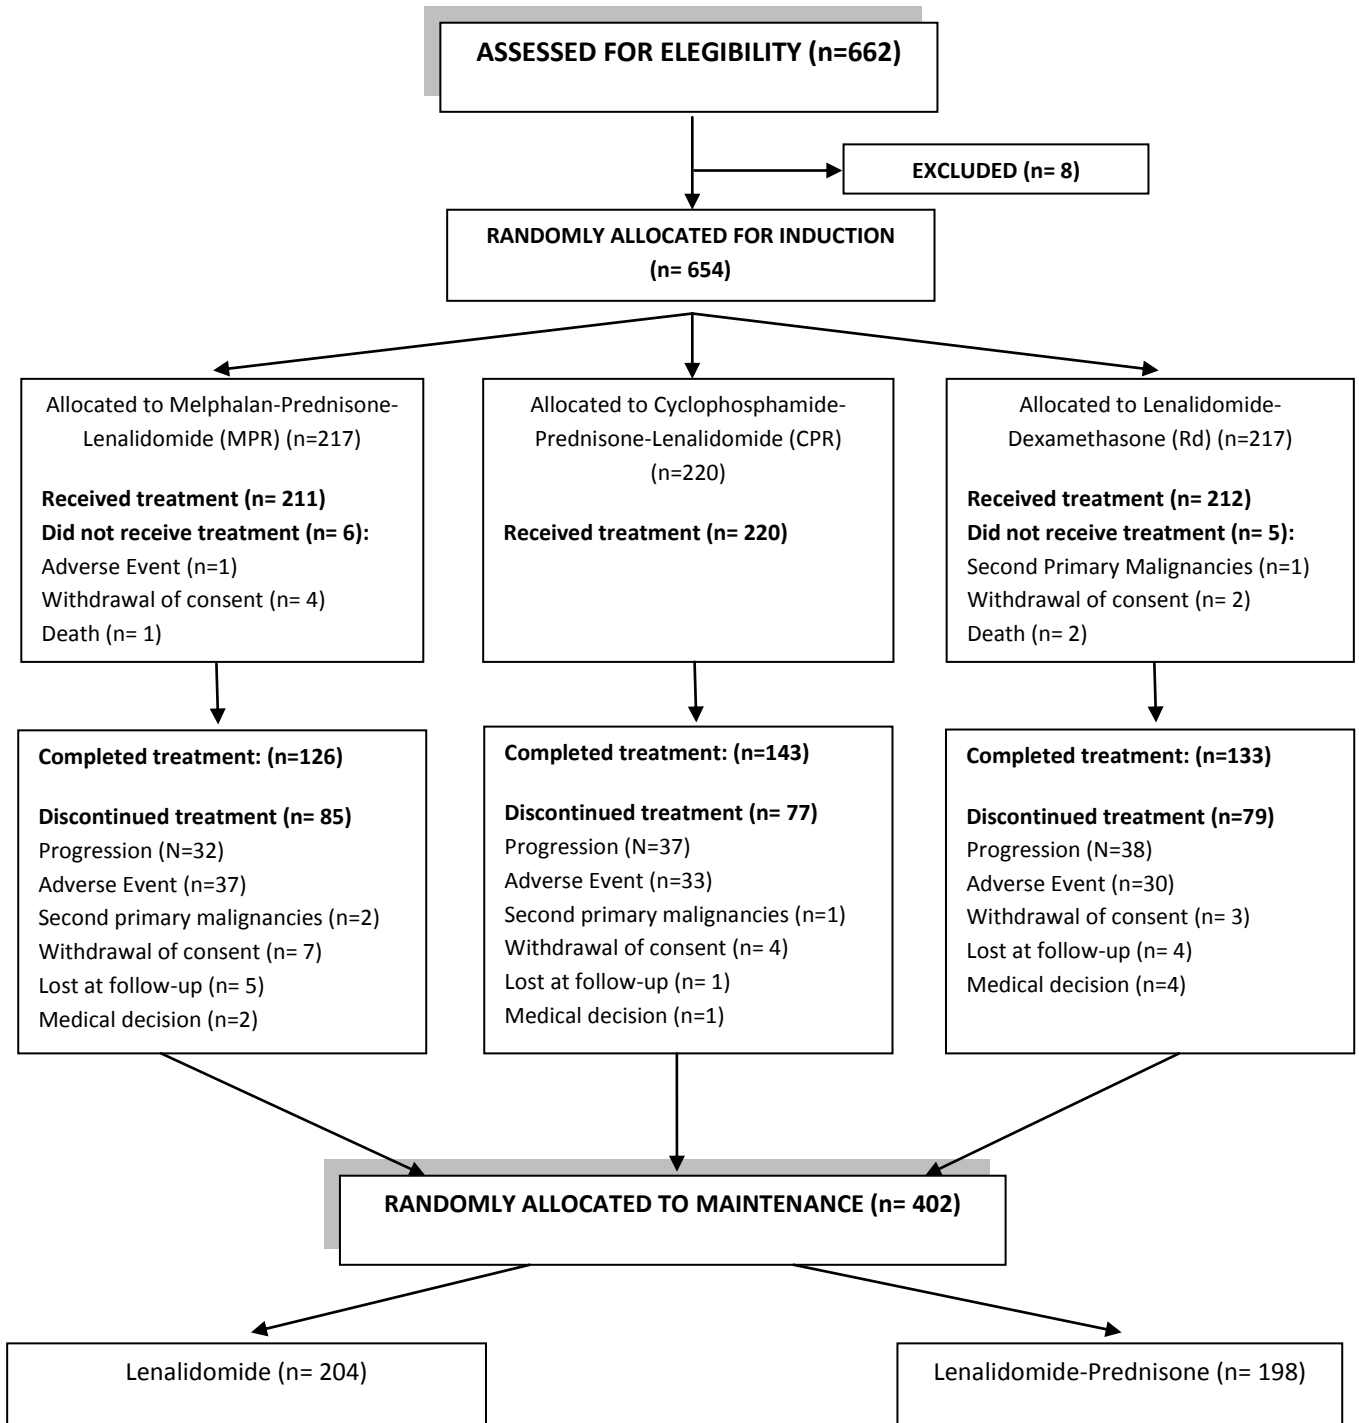 ASSESSED FOR ELEGIBILITY (n=662)
EXCLUDED (n= 8)
RANDOMLY ALLOCATED FOR INDUCTION
(n= 654)
Allocated to Melphalan-Prednisone-
Lenalidomide (MPR) (n=217)
Received treatment (n= 211)
Did not receive treatment (n= 6):
Adverse Event (n=1)
Withdrawal of consent (n= 4)
Death (n= 1)
Allocated to Cyclophosphamide-
Prednisone-Lenalidomide (CPR)
(n=220)
Received treatment (n= 220)
Allocated to Lenalidomide-
Dexamethasone (Rd) (n=217)
Received treatment (n= 212)
Did not receive treatment (n= 5):
Second Primary Malignancies (n=1)
Withdrawal of consent (n= 2)
Death (n= 2)
Completed treatment: (n=126)
Discontinued treatment (n= 85)
Progression (N=32)
Adverse Event (n=37)
Second primary malignancies (n=2)
Withdrawal of consent (n= 7)
Lost at follow-up (n= 5)
Medical decision (n=2)
Completed treatment: (n=143)
Discontinued treatment (n= 77)
Progression (N=37)
Adverse Event (n=33)
Second primary malignancies (n=1)
Withdrawal of consent (n= 4)
Lost at follow-up (n= 1)
Medical decision (n=1)
Completed treatment: (n=133)
Discontinued treatment (n=79)
Progression (N=38)
Adverse Event (n=30)
Withdrawal of consent (n= 3)
Lost at follow-up (n= 4)
Medical decision (n=4)
RANDOMLY ALLOCATED TO MAINTENANCE (n= 402)
Lenalidomide (n= 204)
Lenalidomide-Prednisone (n= 198)